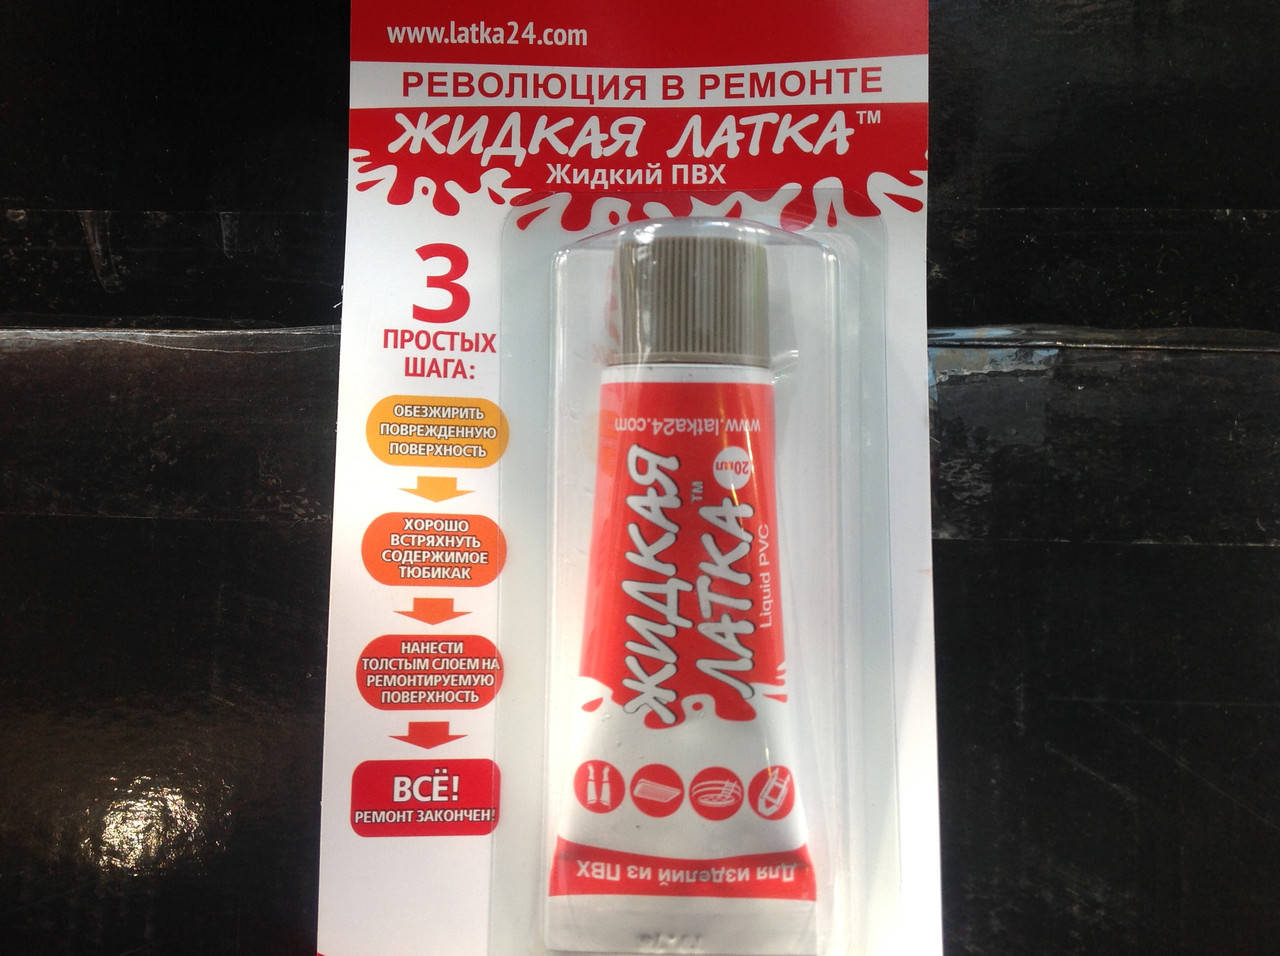 www.latka24.com
РЕВОЛЮЦИЯ В РЕМОНТЕ
ЖИДКАЯ ЛАТКА™
Жидкий ПВХ
3
ПРОСТЫХ
ШАГА:
ОБЕЗЖИРИТЬ
ПОВРЕЖДЕННУЮ
ПОВЕРХНОСТЬ
ХОРОШО
ВСТРЯХНУТЬ
СОДЕРЖИМОЕ
ТЮБИКАК
НАНЕСТИ
ТОЛСТЫМ СЛОЕМ НА
РЕМОНТИРУЕМУЮ
ПОВЕРХНОСТЬ
ВСЁ!
РЕМОНТ ЗАКОНЧЕН!
www.latka24.com
20мл
ЖИДКАЯ
ЛАТКА™
Liquid PVC
Для изделий из ПВХ